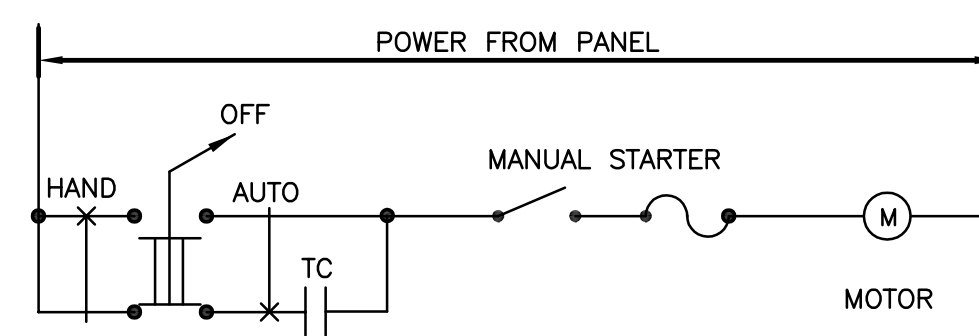 POWER FROM PANEL
OFF
MANUAL STARTER
HAND
AUTO
M
TC
MOTOR